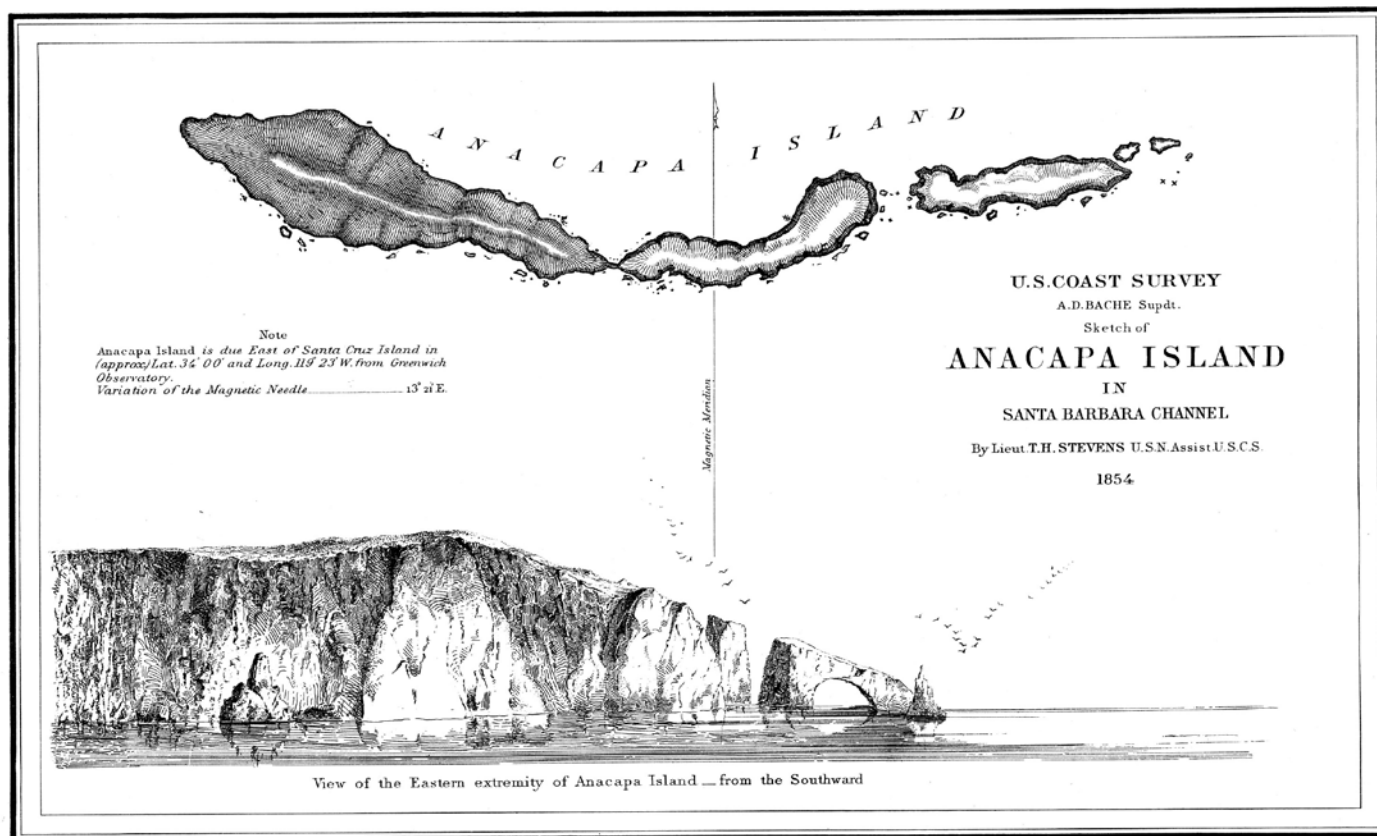 ANACAPA ISLAND
U.S. COAST SURVEY
A.D. BACHE Supdt.
Sketch of
ANACAPA ISLAND
IN
SANTA BARBARA CHANNEL
By Lieut. T.H. STEVENS U.S.N. Assist. U.S.C.S.
1854
Note
Anacapa Island is due East of Santa Cruz Island in
(approx) Lat. 34° 00' and Long. 119° 23' W. from Greenwich
Observatory.
Variation of the Magnetic Needle 13° 21' E.
Magnetic Meridian
View of the Eastern extremity of Anacapa Island — from the Southward